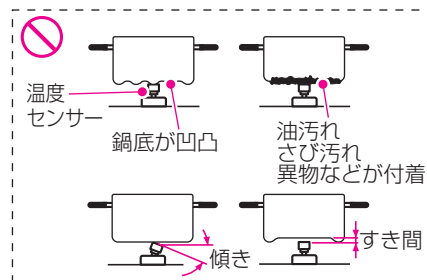 温度
センサー
鍋底が凹凸
油汚れ
さび汚れ
異物などが付着
傾き
すき間